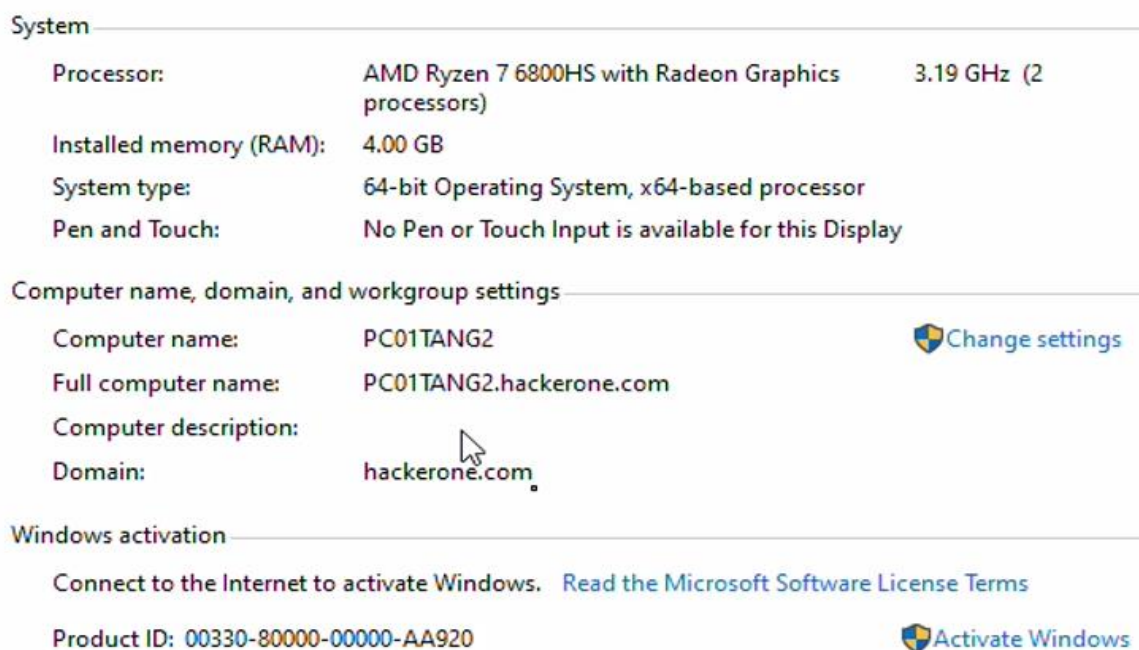 System
Processor: AMD Ryzen 7 6800HS with Radeon Graphics 3.19 GHz (2
processors)
Installed memory (RAM): 4.00 GB
System type: 64-bit Operating System, x64-based processor
Pen and Touch: No Pen or Touch Input is available for this Display
Computer name, domain, and workgroup settings
Computer name: PC01TANG2 Change settings
Full computer name: PC01TANG2.hackerone.com
Computer description:
Domain: hackerone.com
Windows activation
Connect to the Internet to activate Windows. Read the Microsoft Software License Terms
Product ID: 00330-80000-00000-AA920 Activate Windows